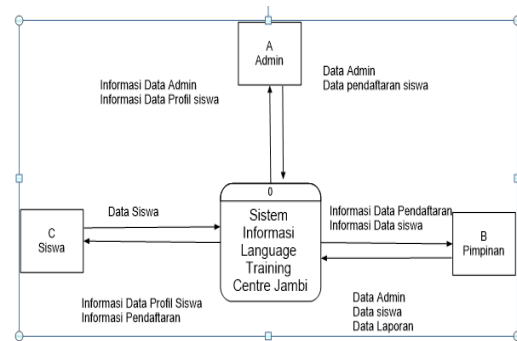 A
Admin
Informasi Data Admin
Informasi Data Profil siswa
Data Admin
Data pendaftaran siswa
0
Sistem
Informasi
Language
Training
Centre Jambi
Data Siswa
C
Siswa
Informasi Data Profil Siswa
Informasi Pendaftaran
Informasi Data Pendaftaran
Informasi Data siswa
B
Pimpinan
Data Admin
Data siswa
Data Laporan